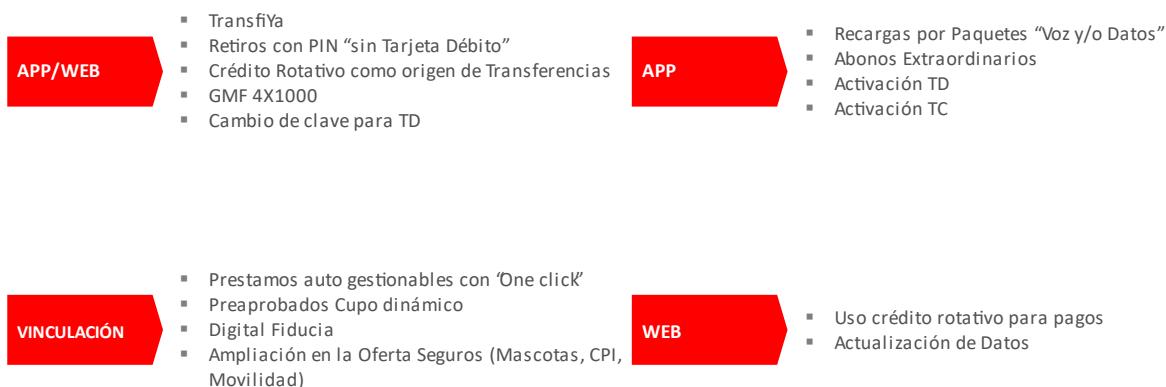 APP/WEB
TransfiYa
Retiros con PIN “sin Tarjeta Débito”
Crédito Rotativo como origen de Transferencias
GMF 4X1000
Cambio de clave para TD
APP
Recargas por Paquetes “Voz y/o Datos”
Abonos Extraordinarios
Activación TD
Activación TC
VINCULACIÓN
Prestamos auto gestionables con “One click”
Preaprobados Cupo dinámico
Digital Fiducia
Ampliación en la Oferta Seguros (Mascotas, CPI,
Movilidad)
WEB
Uso crédito rotativo para pagos
Actualización de Datos